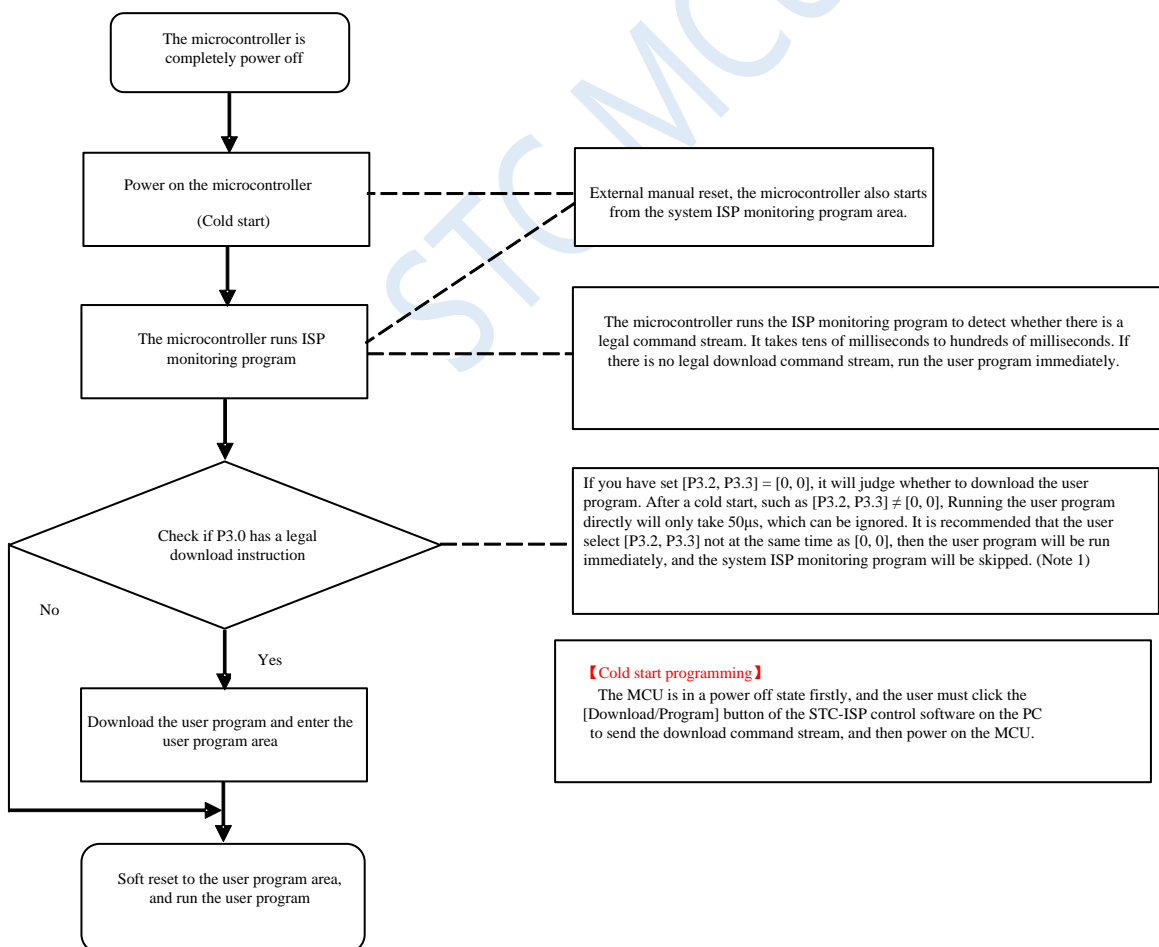 The microcontroller is
completely power off
Power on the microcontroller
(Cold start)
External manual reset, the microcontroller also starts
from the system ISP monitoring program area.
The microcontroller runs ISP
monitoring program
The microcontroller runs the ISP monitoring program to detect whether there is a
legal command stream. It takes tens of milliseconds to hundreds of milliseconds. If
there is no legal download command stream, run the user program immediately.
Check if P3.0 has a legal
download instruction
If you have set [P3.2, P3.3] = [0, 0], it will judge whether to download the user
program. After a cold start, such as [P3.2, P3.3] ≠ [0, 0], Running the user program
directly will only take 50μs, which can be ignored. It is recommended that the user
select [P3.2, P3.3] not at the same time as [0, 0], then the user program will be run
immediately, and the system ISP monitoring program will be skipped. (Note 1)
No
Yes
【Cold start programming】
The MCU is in a power off state firstly, and the user must click the
[Download/Program] button of the STC-ISP control software on the PC
to send the download command stream, and then power on the MCU.
Download the user program and enter the
user program area
Soft reset to the user program area,
and run the user program
STC MCU